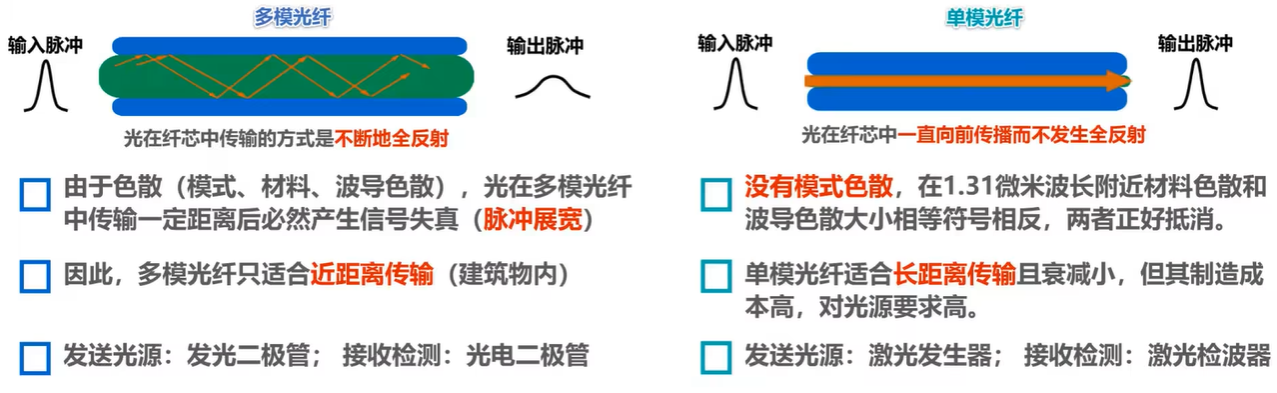 多模光纤
输入脉冲
输出脉冲
光在纤芯中传输的方式是不断地全反射
由于色散（模式、材料、波导色散），光在多模光纤
中传输一定距离后必然产生信号失真（脉冲展宽）
因此，多模光纤只适合近距离传输（建筑物内）
发送光源：发光二极管； 接收检测：光电二极管
单模光纤
输入脉冲
输出脉冲
光在纤芯中一直向前传播而不发生全反射
没有模式色散，在1.31微米波长附近材料色散和
波导色散大小相等符号相反，两者正好抵消。
单模光纤适合长距离传输且衰减小，但其制造成
本高，对光源要求高。
发送光源：激光发生器； 接收检测：激光检波器